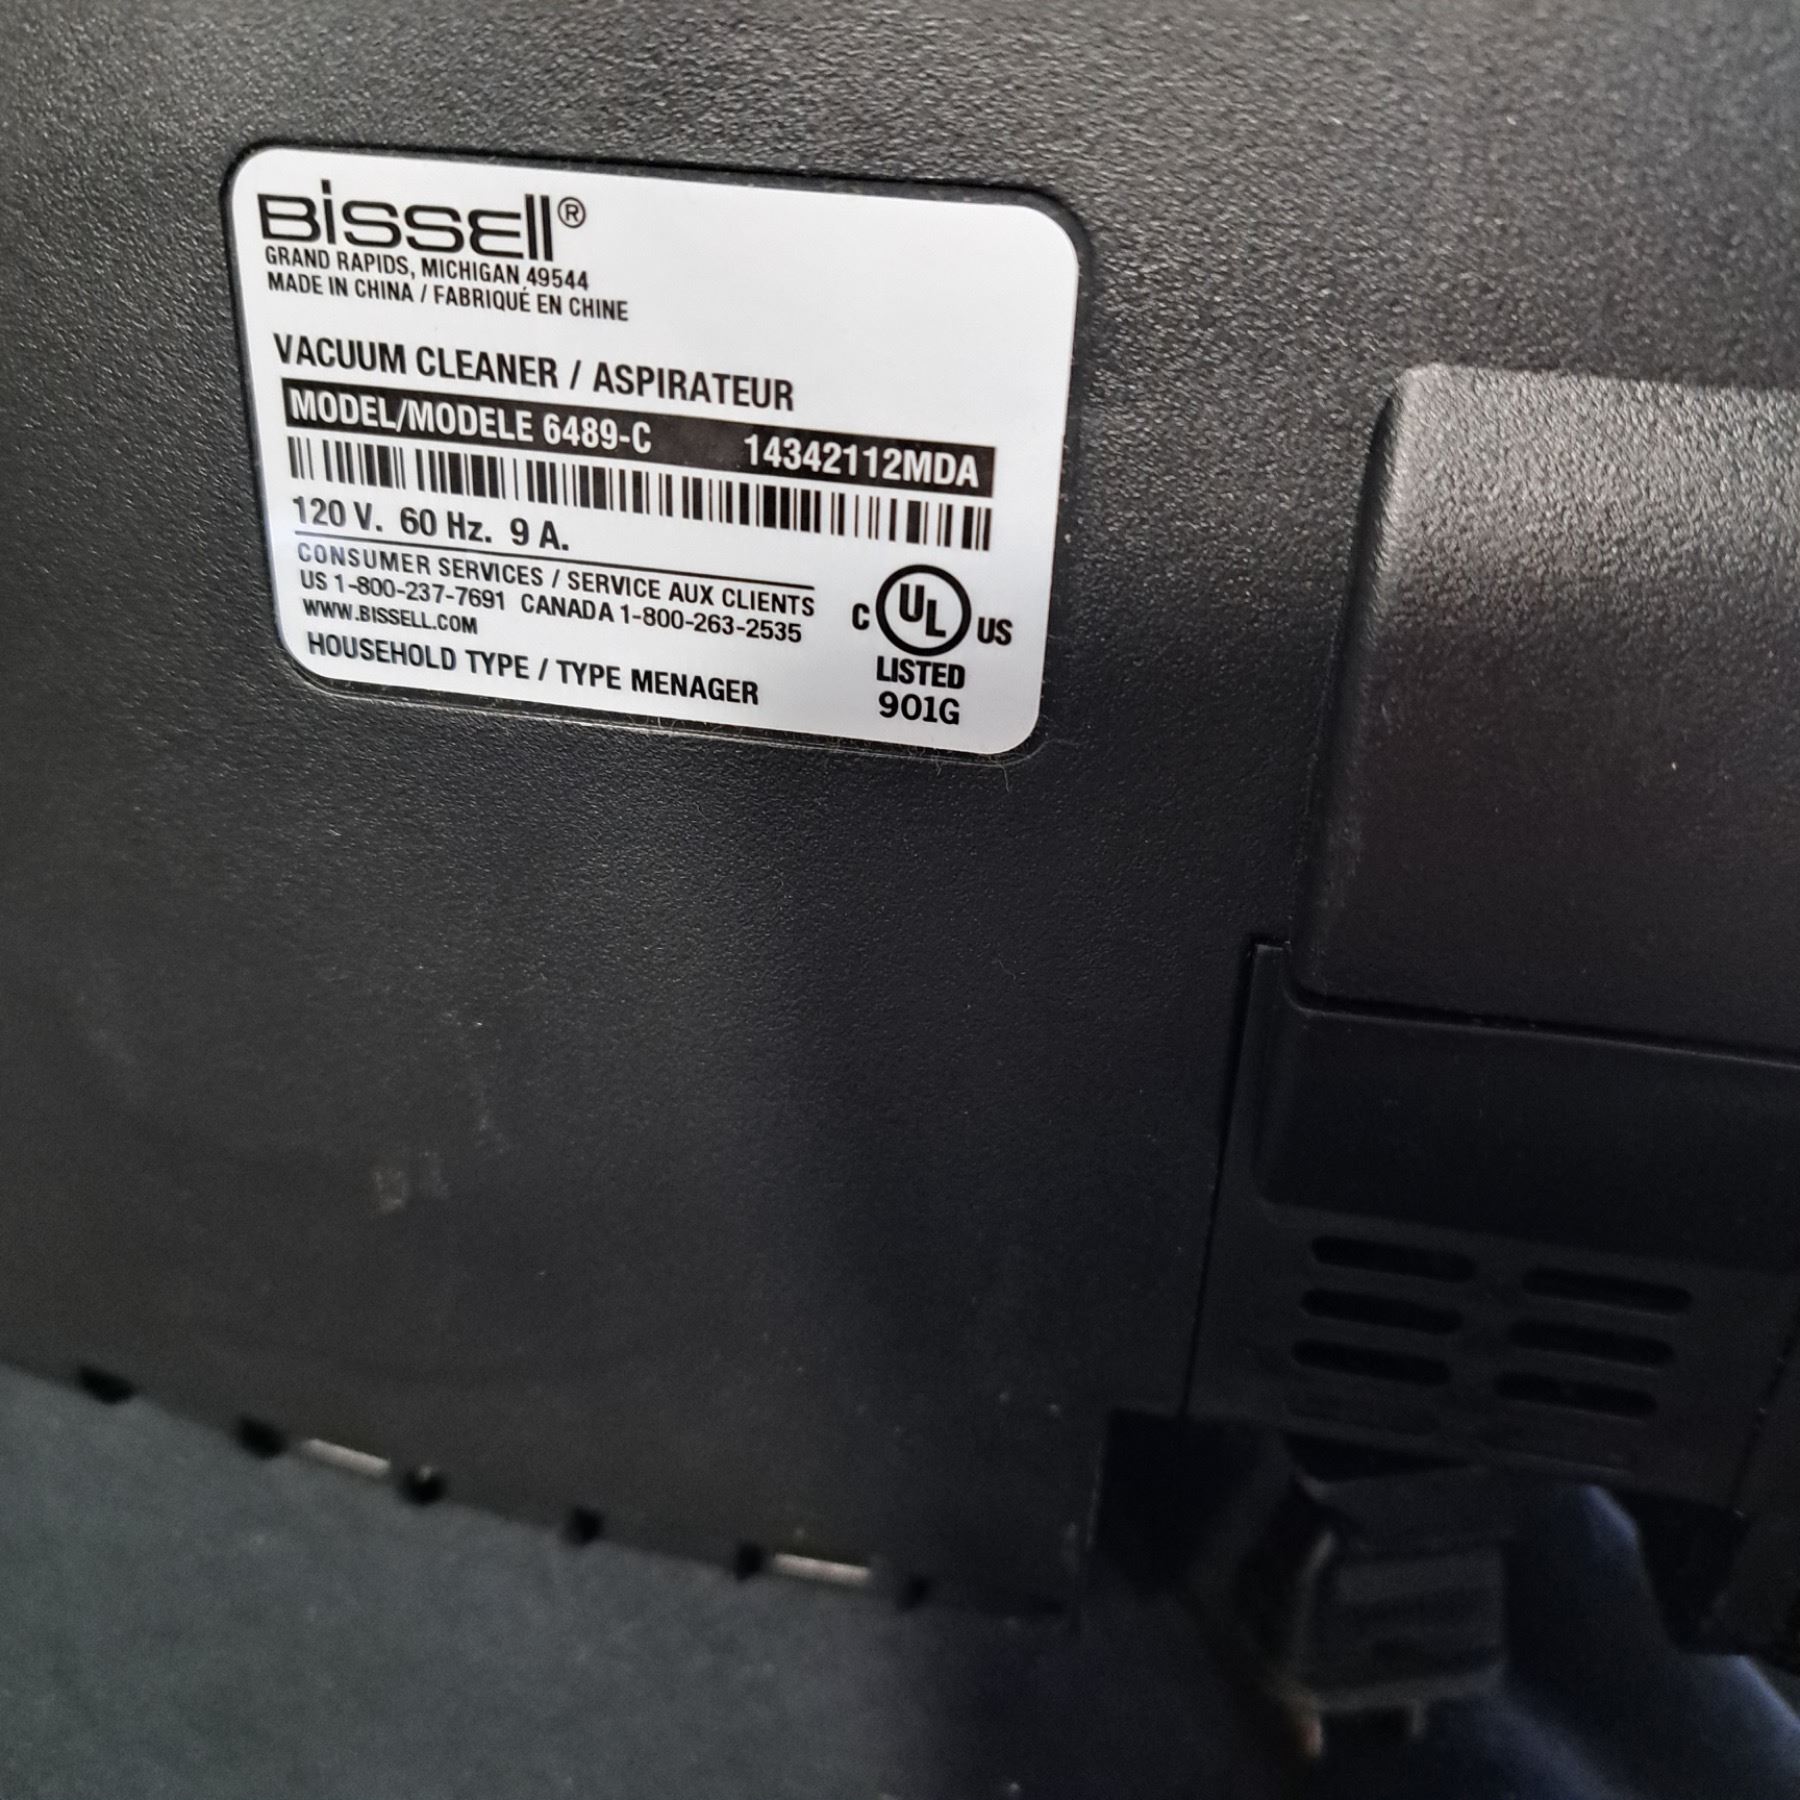 BISSELL®
GRAND RAPIDS, MICHIGAN 49544
MADE IN CHINA / FABRIQUÉ EN CHINE
VACUUM CLEANER / ASPIRATEUR
MODEL/MODELE 6489-C 14342112MDA
120 V. 60 Hz. 9 A.
CONSUMER SERVICES / SERVICE AUX CLIENTS
US 1-800-237-7691 CANADA 1-800-263-2535
WWW.BISSELL.COM
HOUSEHOLD TYPE / TYPE MENAGER
C UL US
LISTED
901G